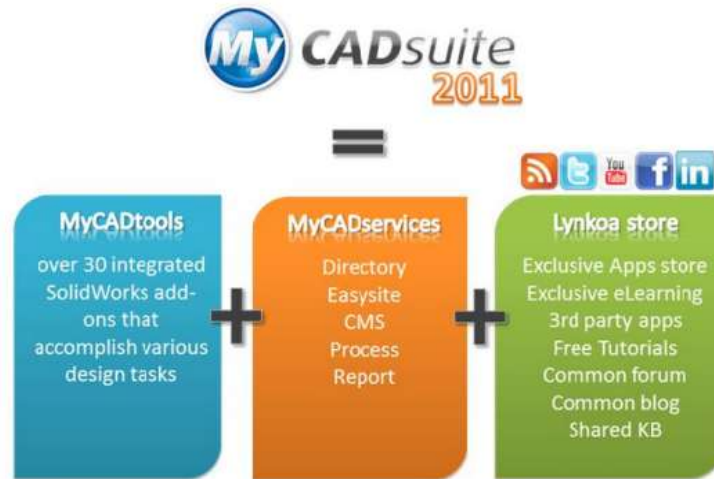 My CADsuite
2011
=
You
Tube
MyCADtools
over 30 integrated
SolidWorks add-
ons that
accomplish various
design tasks
+
MyCADservices
Directory
Easysite
CMS
Process
Report
+
Lynkoa store
Exclusive Apps store
Exclusive eLearning
3rd party apps
Free Tutorials
Common forum
Common blog
Shared KB